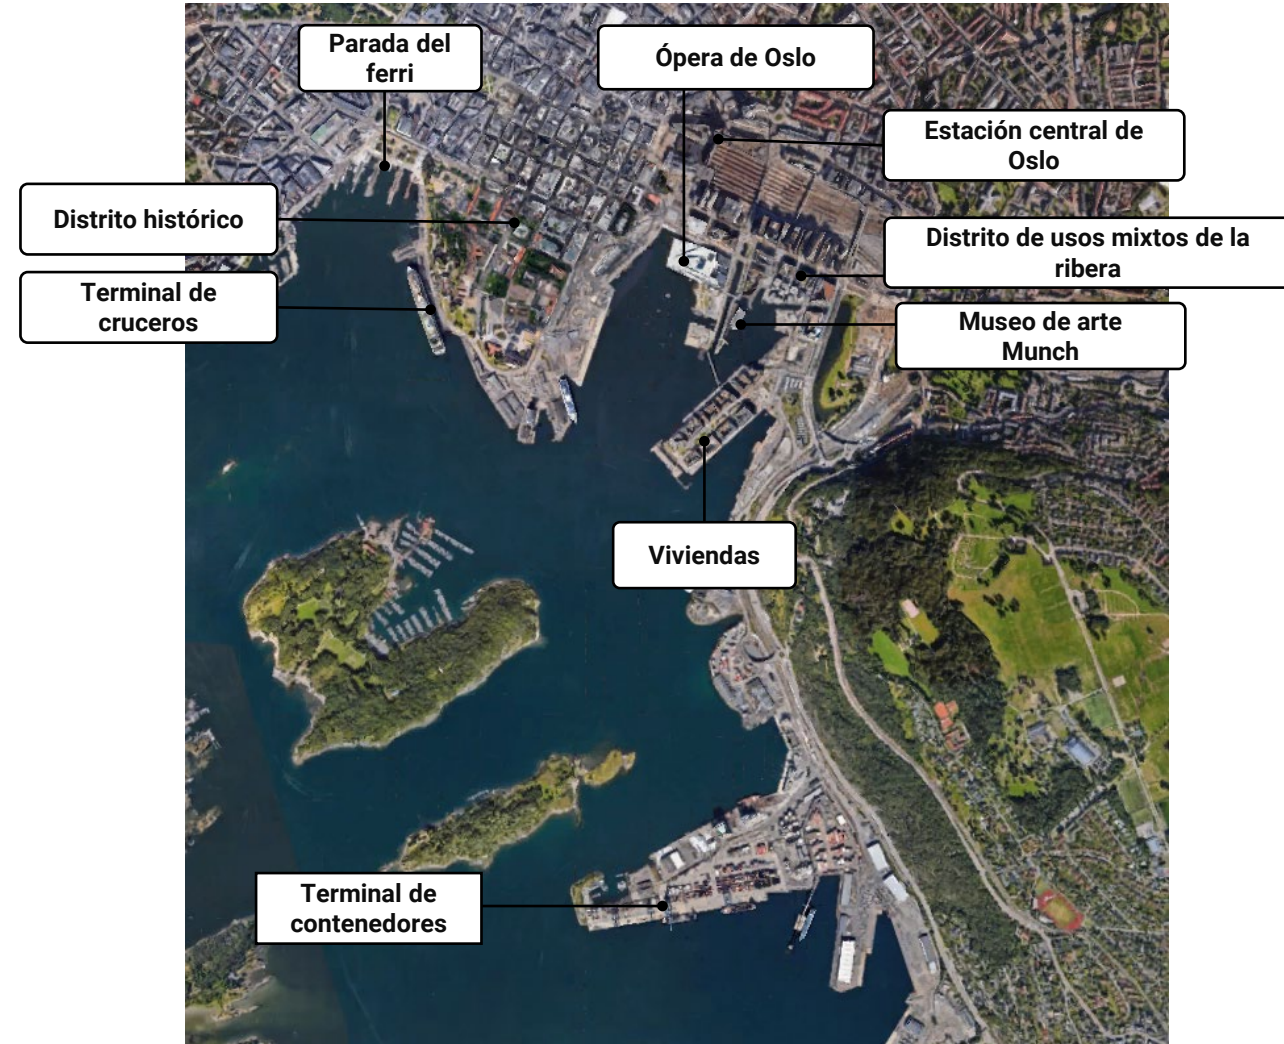 Parada del
ferri
Ópera de Oslo
Estación central de
Oslo
Distrito histórico
Distrito de usos mixtos de la
ribera
Terminal de
cruceros
Museo de arte
Munch
Viviendas
Terminal de
contenedores